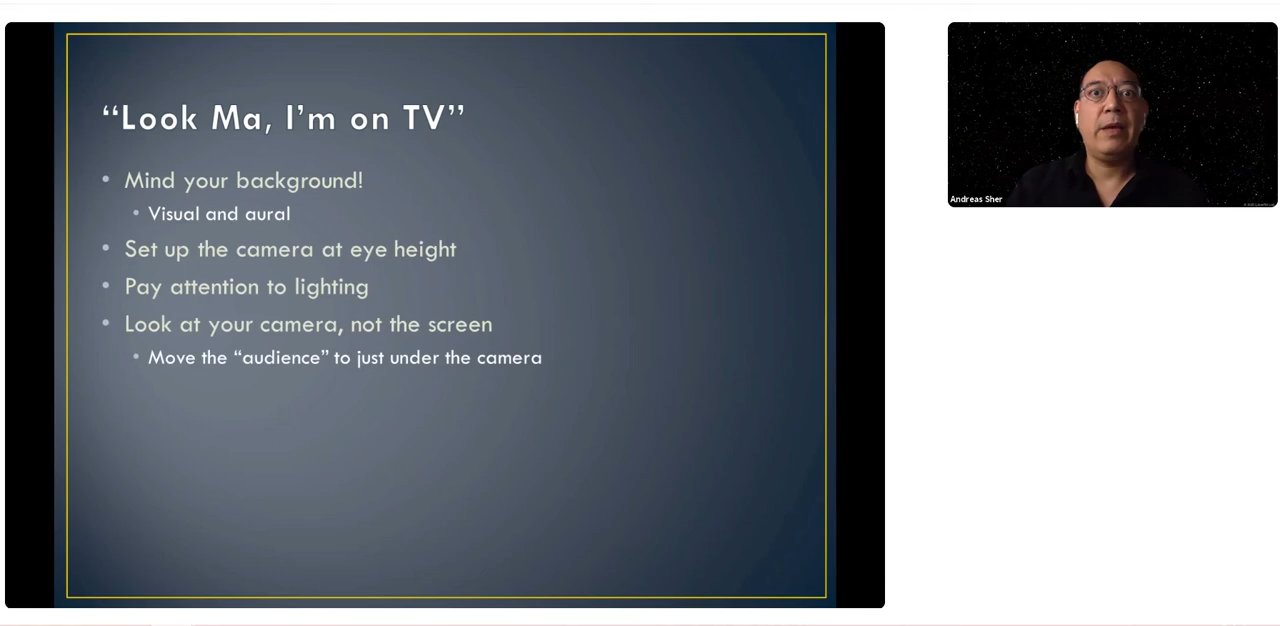 “Look Ma, I’m on TV”
• Mind your background!
• Visual and aural
• Set up the camera at eye height
• Pay attention to lighting
• Look at your camera, not the screen
• Move the “audience” to just under the camera
Andreas Sher